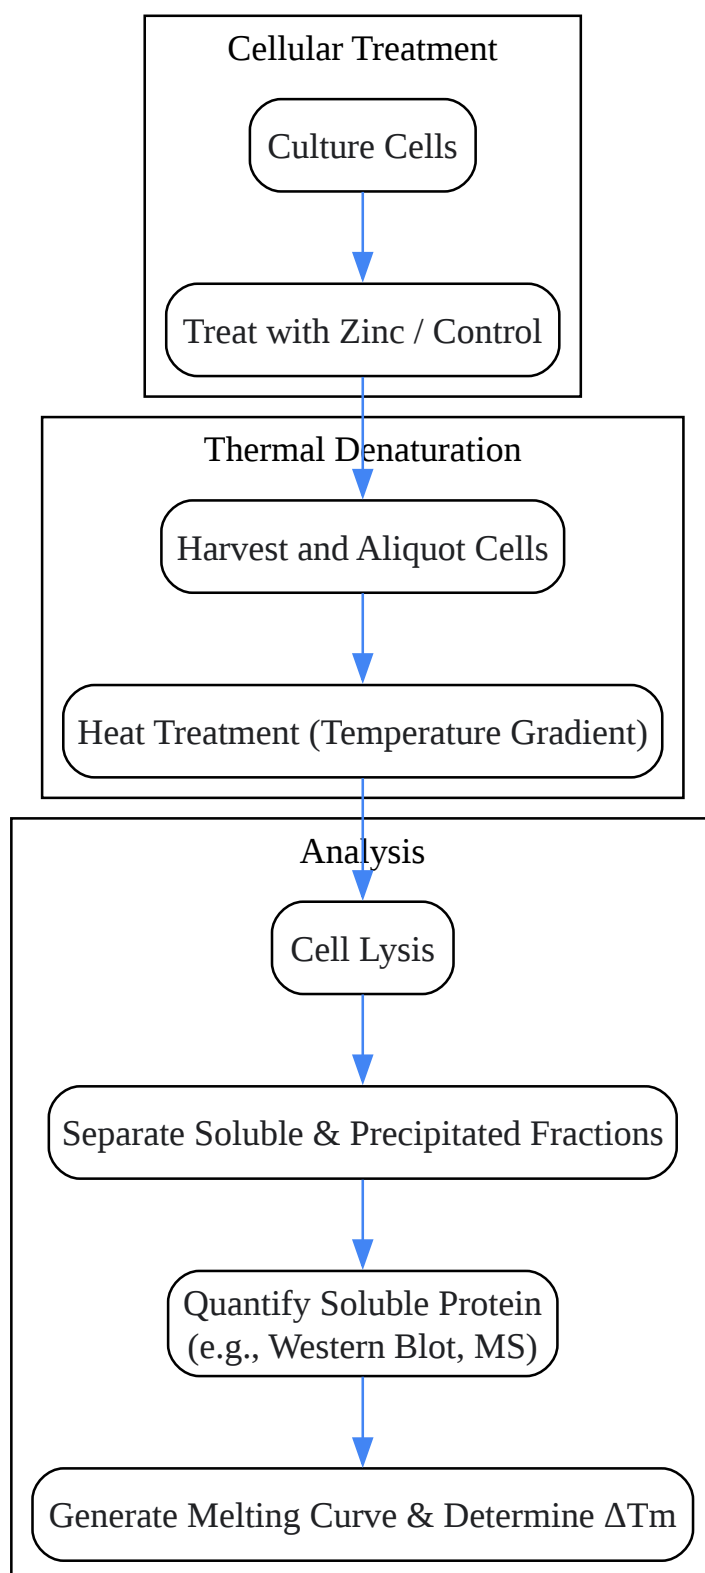 Cellular Treatment
Culture Cells
Treat with Zinc / Control
Thermal Denaturation
Harvest and Aliquot Cells
Heat Treatment (Temperature Gradient)
Analysis
Cell Lysis
Separate Soluble & Precipitated Fractions
Quantify Soluble Protein
(e.g., Western Blot, MS)
Generate Melting Curve & Determine ΔTm